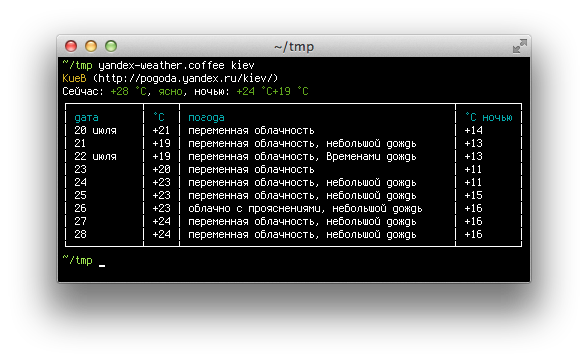 ~/tmp
~/tmp yandex-weather.coffee kiev
Киев (http://pogoda.yandex.ru/kiev/)
Сейчас: +28 °C, ясно, ночью: +24 °C+19 °C
дата °C погода °C ночью
20 июля +21 переменная облачность +14
21 +19 переменная облачность, небольшой дождь +13
22 июля +19 переменная облачность, Временами дождь +13
23 +20 переменная облачность +11
24 +23 переменная облачность, небольшой дождь +11
25 +23 переменная облачность, небольшой дождь +15
26 +23 облачно с прояснениями, небольшой дождь +16
27 +24 переменная облачность, небольшой дождь +16
28 +24 переменная облачность, небольшой дождь +16
~/tmp _